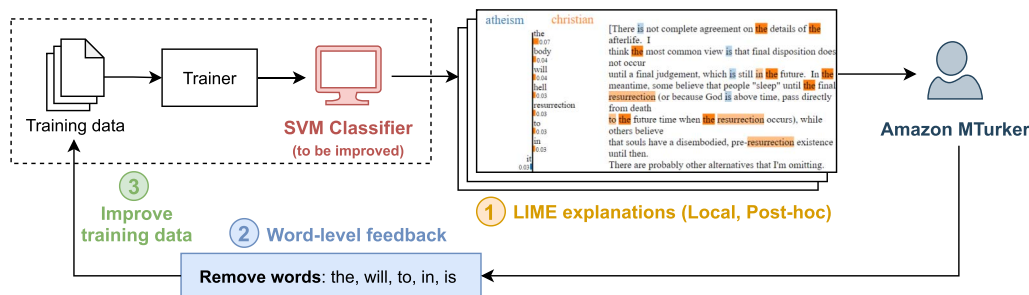 Training data
Trainer
SVM Classifier
(to be improved)
atheism
christian
the
0.07
body
0.04
will
0.04
hell
0.03
resurrection
0.03
to
0.03
in
0.03
it
0.03
[There is not complete agreement on the details of the
afterlife. I
think the most common view is that final disposition does
not occur
until a final judgement, which is still in the future. In the
meantime, some believe that people "sleep" until the final
resurrection (or because God is above time, pass directly
from death
to the future time when the resurrection occurs), while
others believe
that souls have a disembodied, pre-resurrection existence
until then.
There are probably other alternatives that I'm omitting.
Amazon MTurker
1 LIME explanations (Local, Post-hoc)
3
Improve
training data
2 Word-level feedback
Remove words: the, will, to, in, is